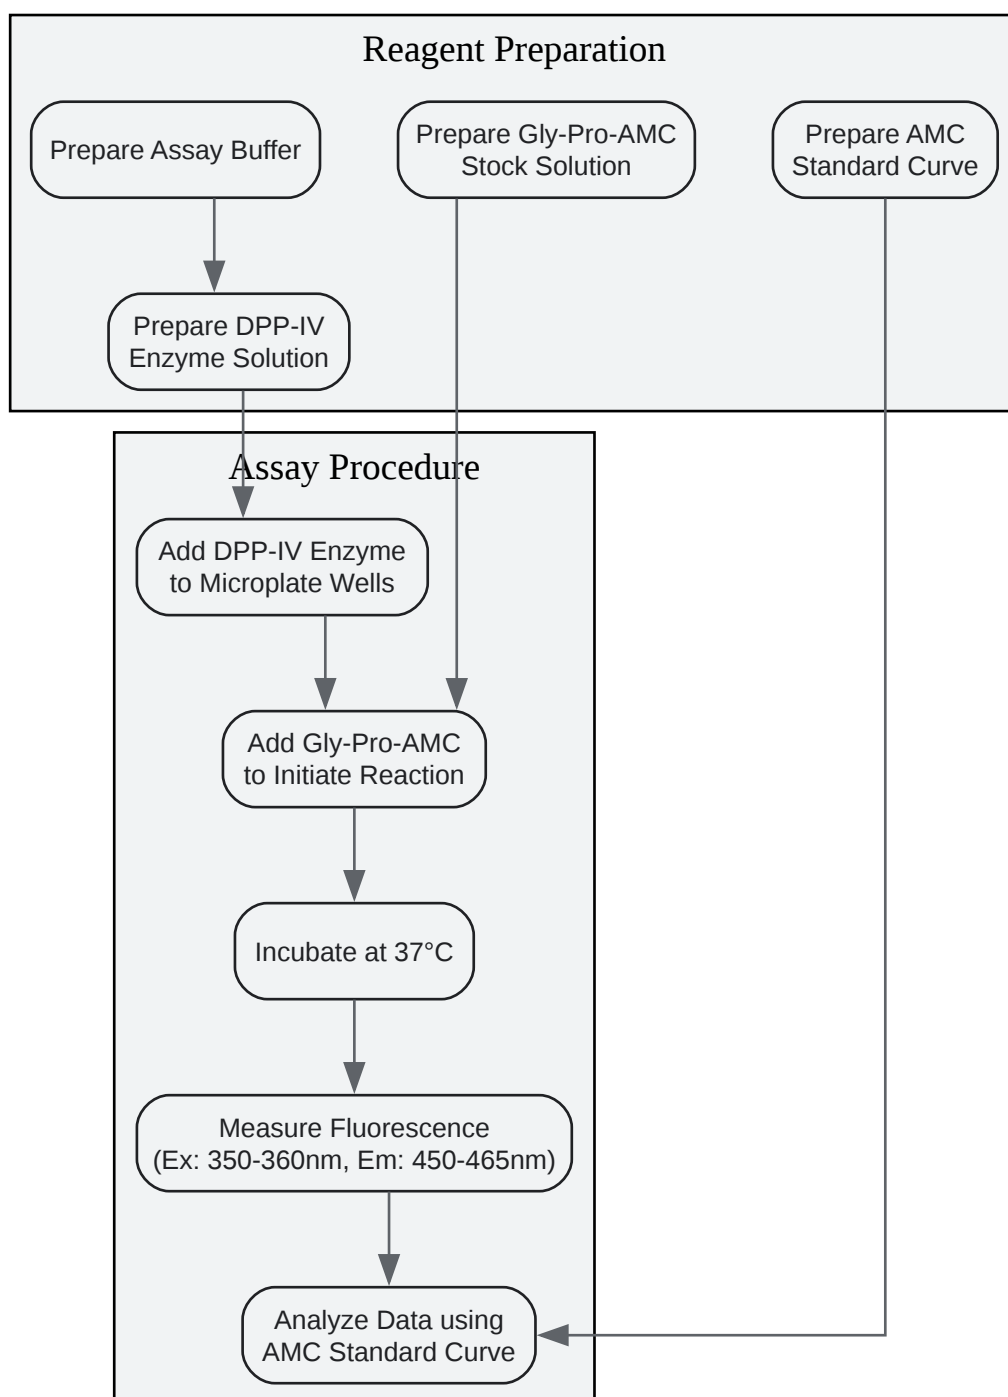 Reagent Preparation
Prepare Assay Buffer
Prepare Gly-Pro-AMC
Stock Solution
Prepare AMC
Standard Curve
Prepare DPP-IV
Enzyme Solution
Assay Procedure
Add DPP-IV Enzyme
to Microplate Wells
Add Gly-Pro-AMC
to Initiate Reaction
Incubate at 37°C
Measure Fluorescence
(Ex: 350-360nm, Em: 450-465nm)
Analyze Data using
AMC Standard Curve